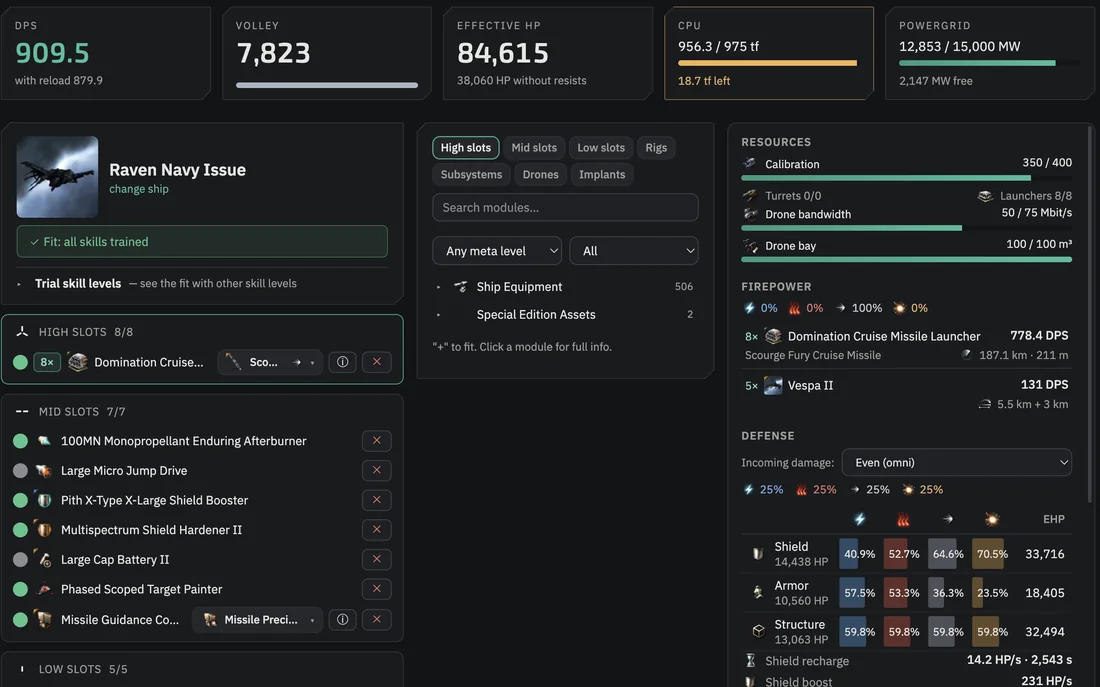 DPS
909.5
with reload 879.9
VOLLEY
7,823
EFFECTIVE HP
84,615
38,060 HP without resists
CPU
956.3 / 975 tf
18.7 tf left
POWERGRID
12,853 / 15,000 MW
2,147 MW free
Raven Navy Issue
change ship
✓ Fit: all skills trained
Trial skill levels — see the fit with other skill levels
HIGH SLOTS 8/8
8× Domination Cruise... Sco...
MID SLOTS 7/7
100MN Monopropellant Enduring Afterburner
Large Micro Jump Drive
Pith X-Type X-Large Shield Booster
Multispectrum Shield Hardener II
Large Cap Battery II
Phased Scoped Target Painter
Missile Guidance Co... Missile Preci...
LOW SLOTS 5/5
High slots Mid slots Low slots Rigs
Subsystems Drones Implants
Search modules...
Any meta level All
Ship Equipment 506
Special Edition Assets 2
"+" to fit. Click a module for full info.
RESOURCES
Calibration 350 / 400
Turrets 0/0 Launchers 8/8
Drone bandwidth 50 / 75 Mbit/s
Drone bay 100 / 100 m³
FIREPOWER
0% 0% 100% 0%
8× Domination Cruise Missile Launcher 778.4 DPS
Scourge Fury Cruise Missile 187.1 km · 211 m
5× Vespa II 131 DPS
5.5 km + 3 km
DEFENSE
Incoming damage: Even (omni)
25% 25% 25% 25%
EHP
Shield 40.9% 52.7% 64.6% 70.5% 33,716
14,438 HP
Armor 57.5% 53.3% 36.3% 23.5% 18,405
10,560 HP
Structure 59.8% 59.8% 59.8% 59.8% 32,494
13,063 HP
Shield recharge 14.2 HP/s · 2,543 s
Shield boost 231 HP/s